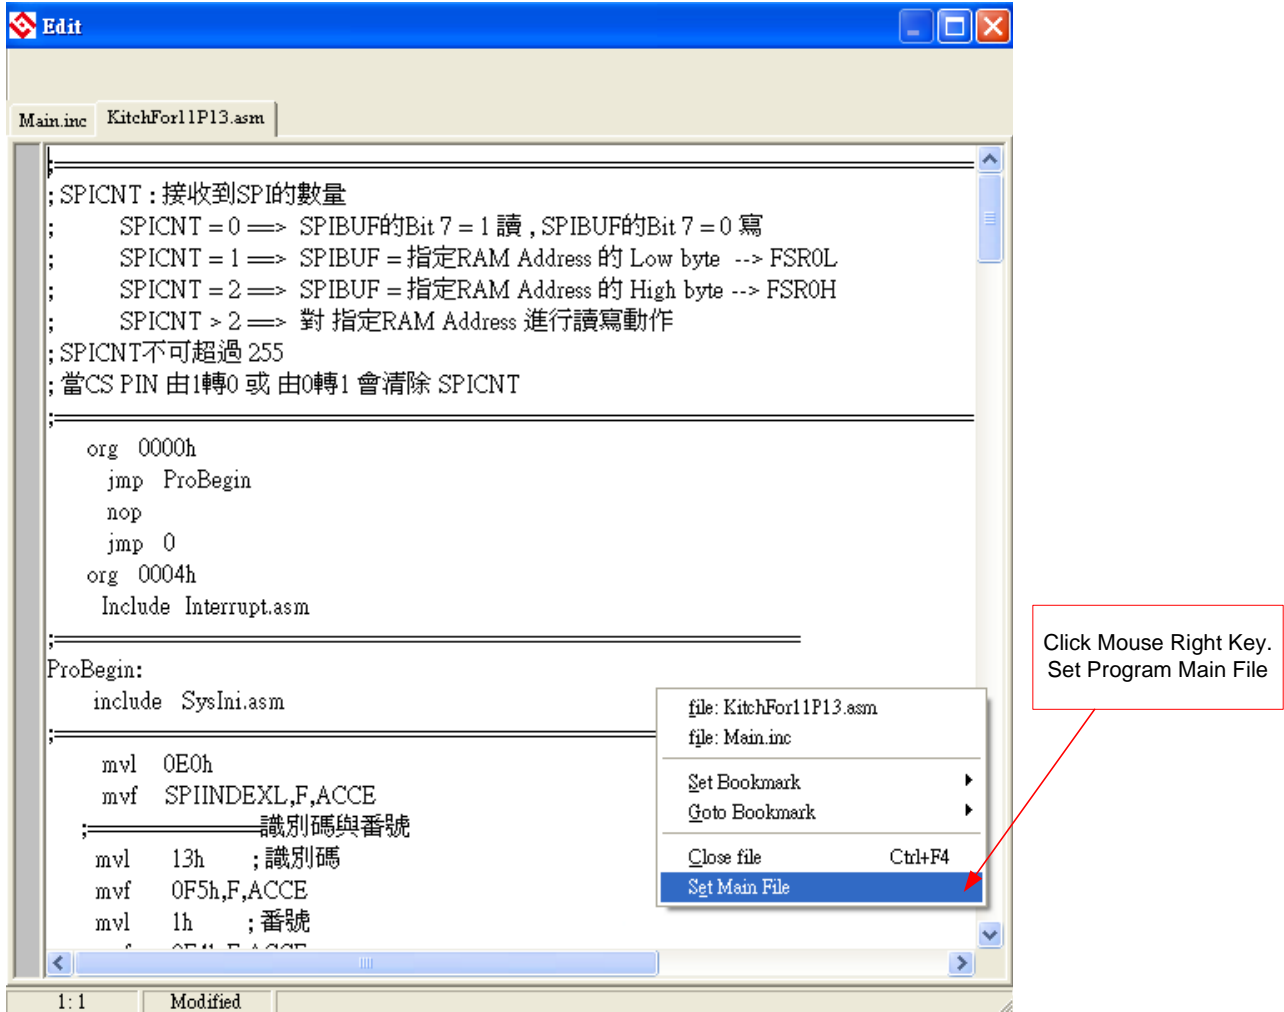 Edit
Main.inc KitchFor11P13.asm
;================================================
; SPICNT : 接收到SPI的數量
; SPICNT = 0 ==> SPIBUF的Bit 7 = 1 讀 , SPIBUF的Bit 7 = 0 寫
; SPICNT = 1 ==> SPIBUF = 指定RAM Address 的 Low byte --> FSR0L
; SPICNT = 2 ==> SPIBUF = 指定RAM Address 的 High byte --> FSR0H
; SPICNT > 2 ==> 對 指定RAM Address 進行讀寫動作
; SPICNT不可超過 255
; 當CS PIN 由1轉0 或 由0轉1 會清除 SPICNT
;================================================
org 0000h
jmp ProBegin
nop
jmp 0
org 0004h
Include Interrupt.asm
;================================================
ProBegin:
include SysIni.asm
;================================================
mvl 0E0h
mvf SPIINDEXL,F,ACCE
;============識別碼與番號
mvl 13h ; 識別碼
mvf 0F5h,F,ACCE
mvl 1h ; 番號
file: KitchFor11P13.asm
file: Main.inc
Set Bookmark
Goto Bookmark
Close file Ctrl+F4
Set Main File
Click Mouse Right Key.
Set Program Main File
1: 1 Modified